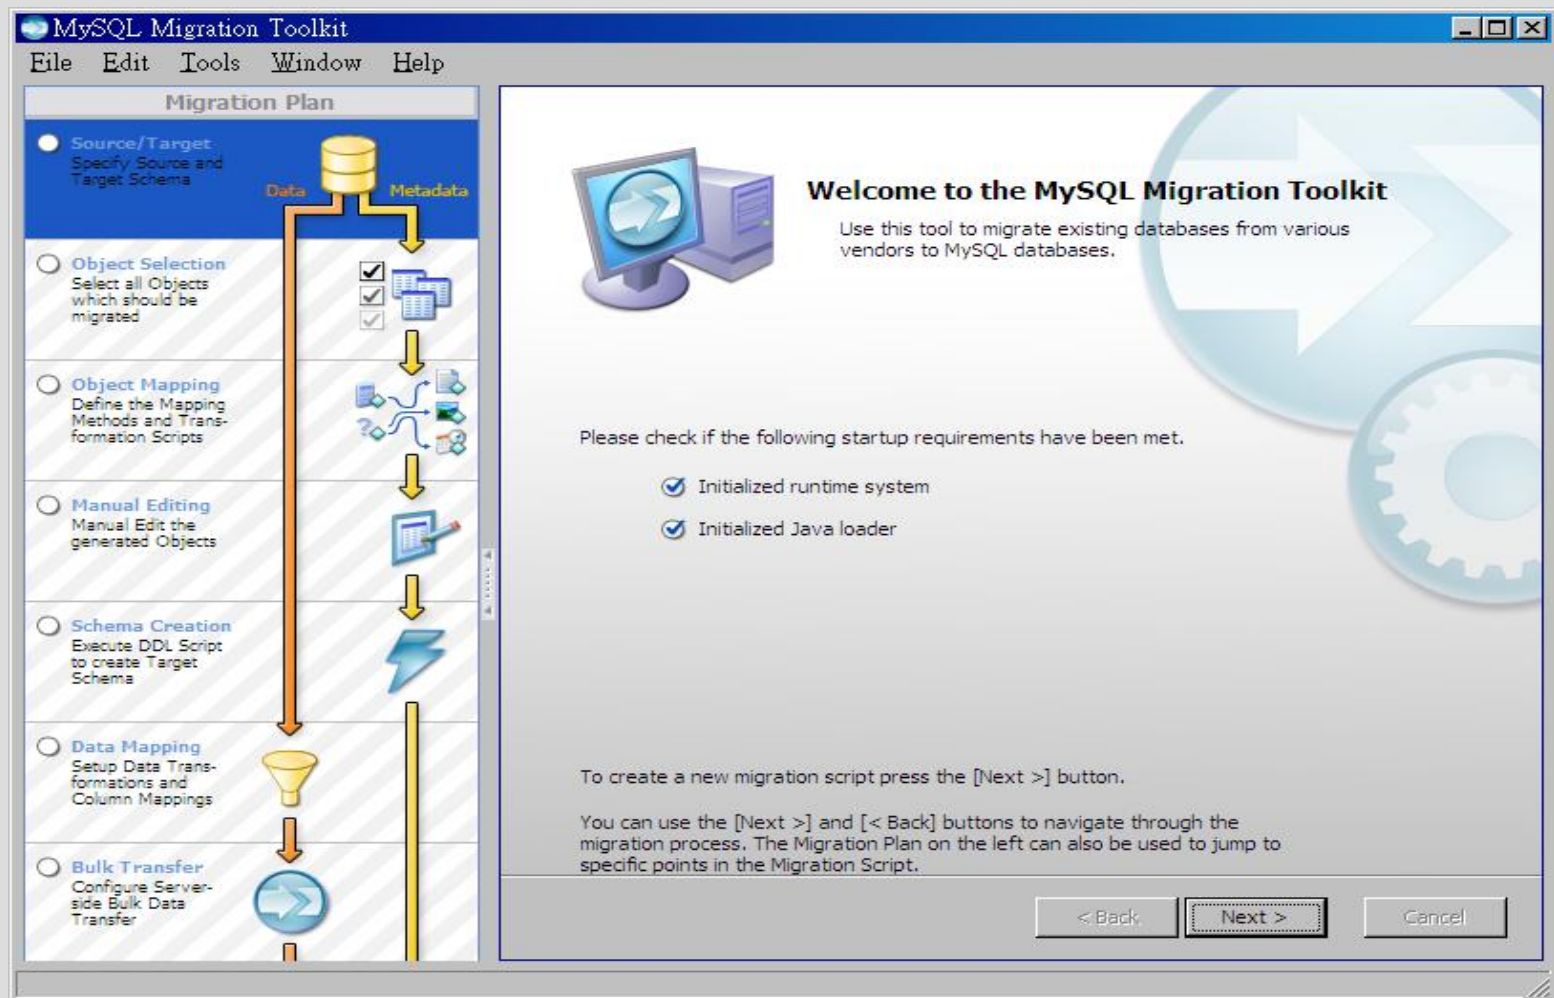 MySQL Migration Toolkit
File Edit Tools Window Help
Migration Plan
Source/Target
Specify Source and
Target Schema
Data
Metadata
Object Selection
Select all Objects
which should be
migrated
Object Mapping
Define the Mapping
Methods and Trans-
formation Scripts
Manual Editing
Manual Edit the
generated Objects
Schema Creation
Execute DDL Script
to create Target
Schema
Data Mapping
Setup Data Trans-
formations and
Column Mappings
Bulk Transfer
Configure Server-
side Bulk Data
Transfer
Welcome to the MySQL Migration Toolkit
Use this tool to migrate existing databases from various
vendors to MySQL databases.
Please check if the following startup requirements have been met.
Initialized runtime system
Initialized Java loader
To create a new migration script press the [Next >] button.
You can use the [Next >] and [< Back] buttons to navigate through the
migration process. The Migration Plan on the left can also be used to jump to
specific points in the Migration Script.
< Back Next > Cancel